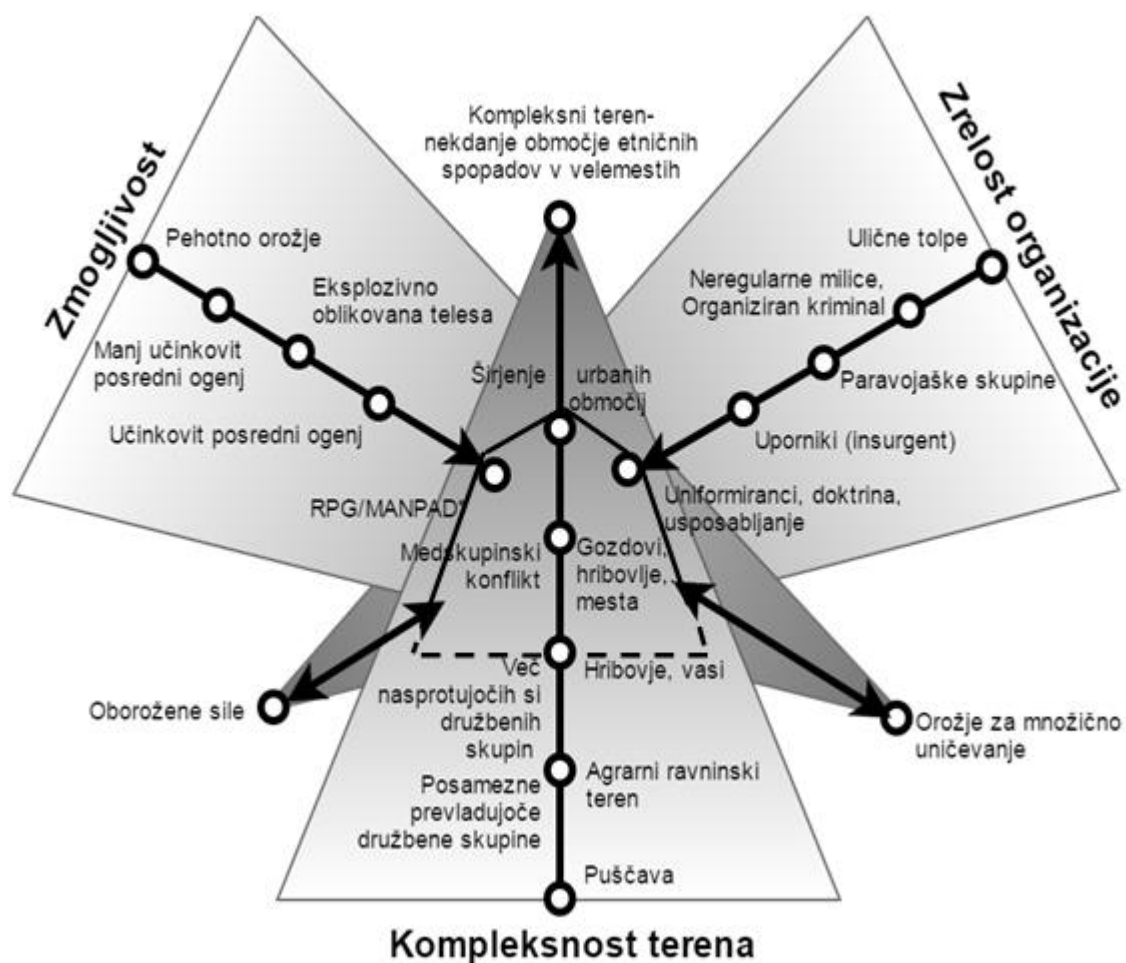 Kompleksni teren-
nekdanje območje etničnih
spopadov v velemestih
Zmogljivost
Zrelost organizacije
Pehotno orožje
Eksplozivno
oblikovana telesa
Manj učinkovit
posredni ogenj
Učinkovit posredni ogenj
RPG/MANPAD*
Ulične tolpe
Neregularne milice,
Organiziran kriminal
Paravojaške skupine
Uporniki (insurgent)
Uniformiranci, doktrina,
usposabljanje
Širjenje urbanih
območij
Medskupinski
konflikt
Gozdovi,
hribovlje,
mesta
Več
nasprotujočih si
družbenih
skupin
Hribovje, vasi
Oborožene sile
Orožje za množično
uničevanje
Posamezne
prevladujoče
družbene skupine
Agrarni ravninski
teren
Puščava
Kompleksnost terena